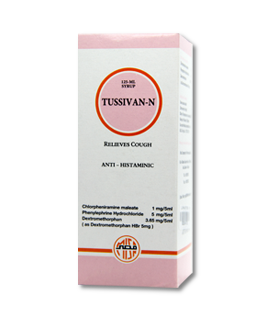 125 ML
SYRUP
TUSSIVAN-N
RELIEVES COUGH
ANTI - HISTAMINIC
Chlorpheniramine maleate 1 mg/5ml
Phenylephrine Hydrochloride 5 mg/5ml
Dextromethorphan 3.65 mg/5ml
( as Dextromethorphan HBr 5mg )